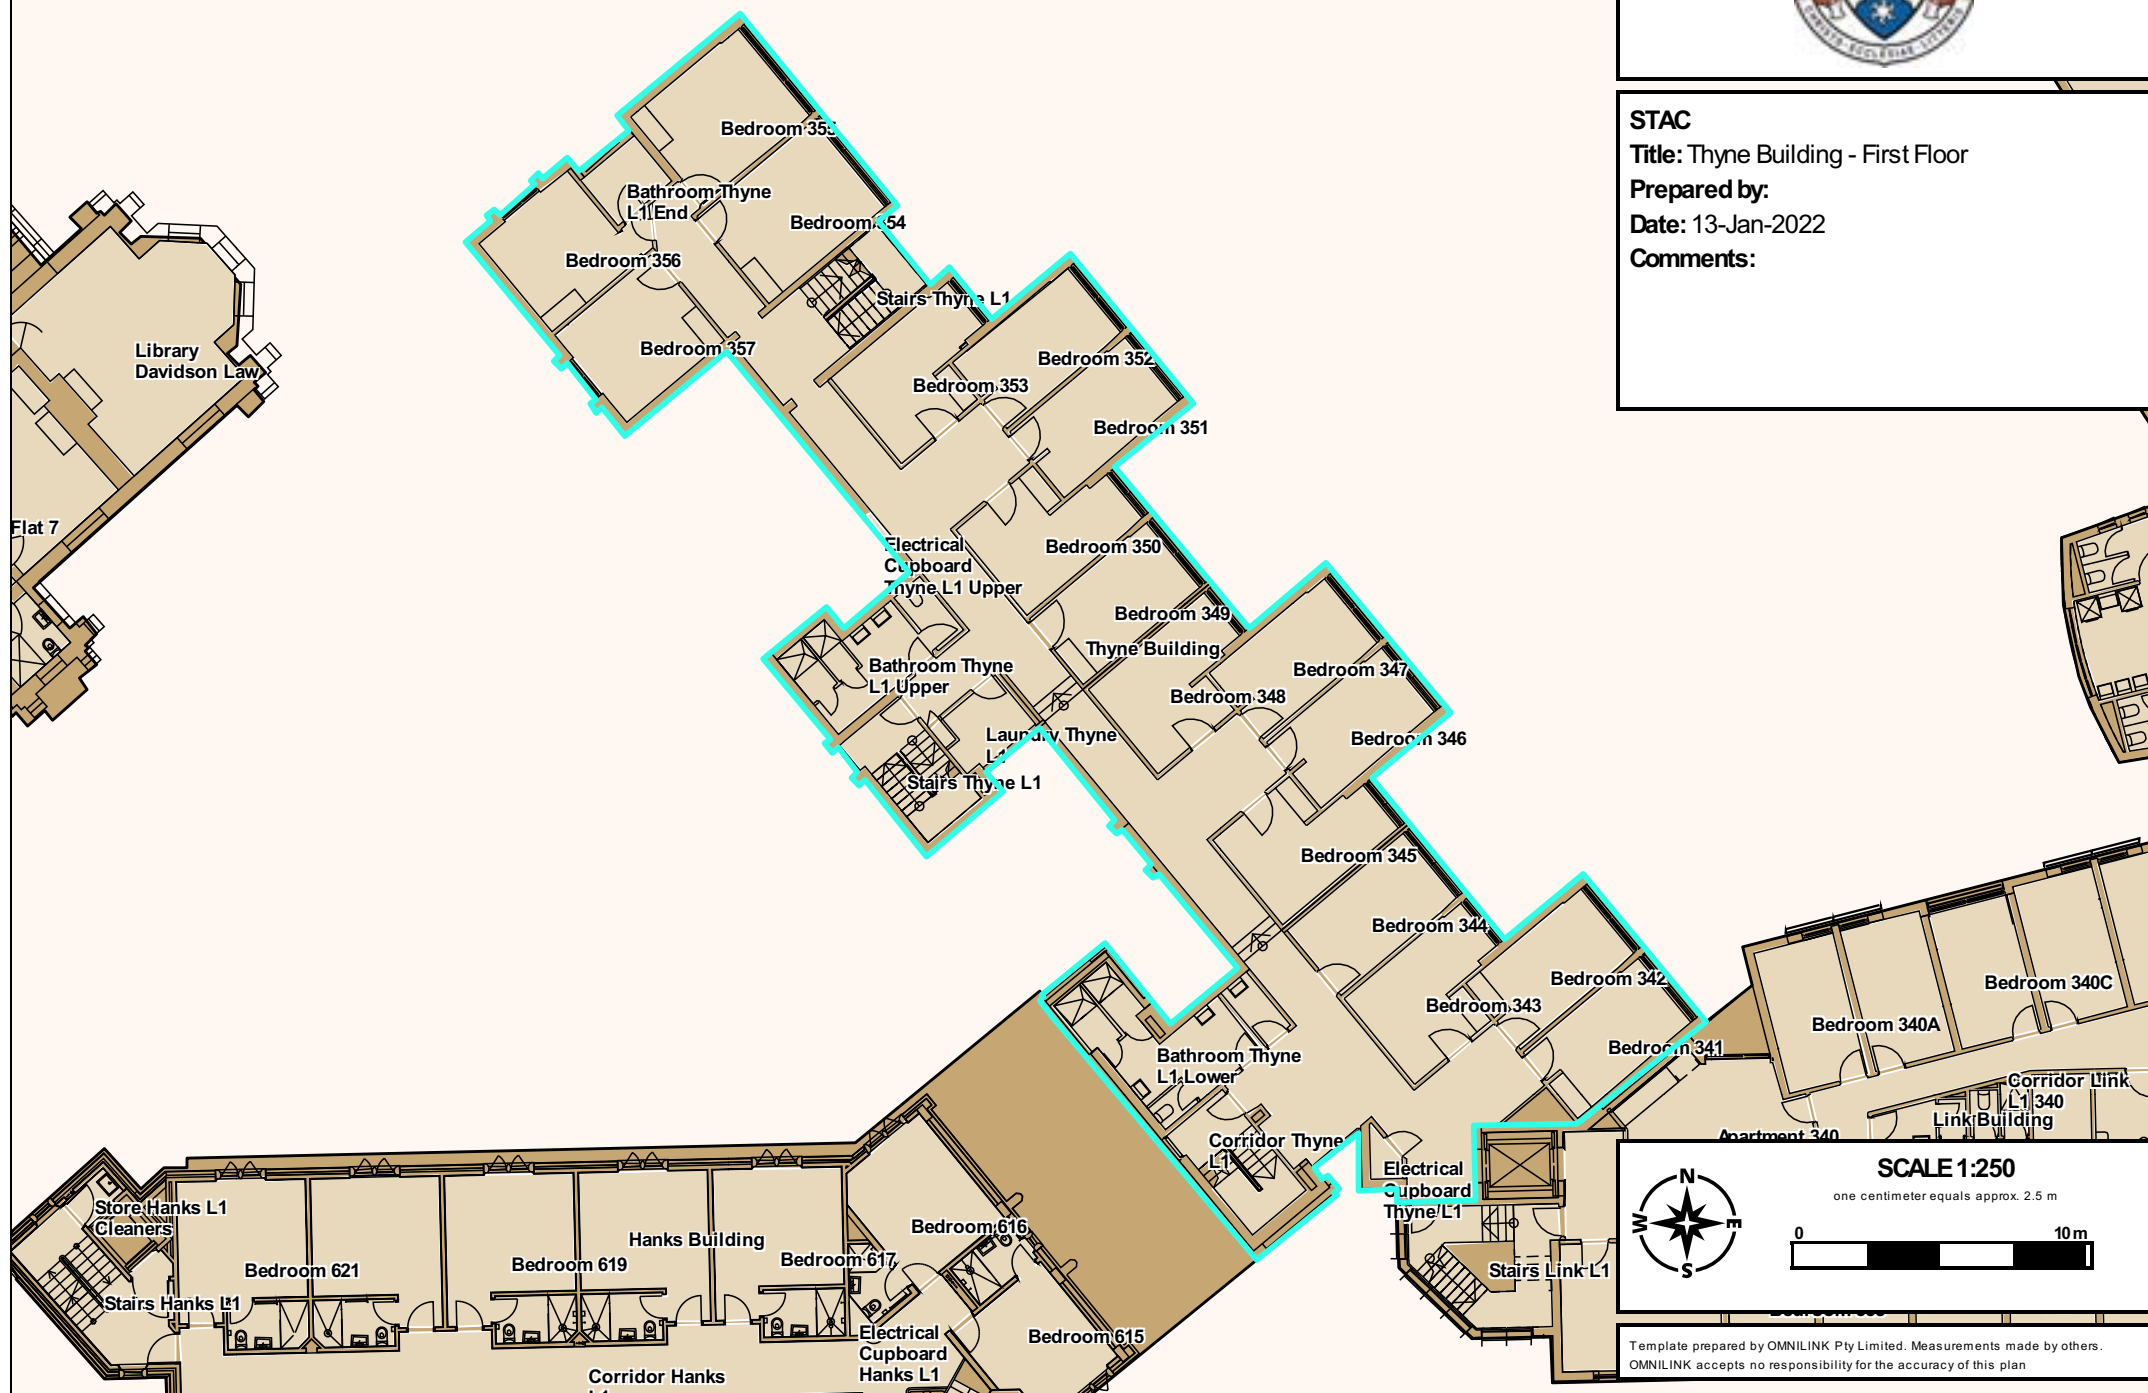 CHRISTO·ECCLESIAE·LITTERIS
STAC
Title: Thyne Building - First Floor
Prepared by:
Date: 13-Jan-2022
Comments:
Bedroom 355
Bathroom Thyne
L1 End
Bedroom 354
Bedroom 356
Stairs Thyne L1
Bedroom 357
Library
Davidson Law
Bedroom 352
Bedroom 353
Bedroom 351
Flat 7
Electrical
Cupboard
Thyne L1 Upper
Bedroom 350
Bedroom 349
Thyne Building
Bathroom Thyne
L1 Upper
Bedroom 347
Bedroom 348
Laundry Thyne
L1
Bedroom 346
Stairs Thyne L1
Bedroom 345
Bedroom 344
Bedroom 342
Bedroom 343
Bedroom 341
Bedroom 340C
Bedroom 340A
Bathroom Thyne
L1 Lower
Corridor Link
L1 340
Link Building
Apartment 340
Corridor Thyne
L1
Electrical
Cupboard
Thyne L1
Store Hanks L1
Cleaners
Hanks Building
Bedroom 616
Bedroom 617
Bedroom 619
Bedroom 621
Stairs Hanks L1
Stairs Link L1
Electrical
Cupboard
Hanks L1
Bedroom 615
Corridor Hanks
N
W
E
S
SCALE 1:250
one centimeter equals approx. 2.5 m
0 10 m
Template prepared by OMNILINK Pty Limited. Measurements made by others.
OMNILINK accepts no responsibility for the accuracy of this plan